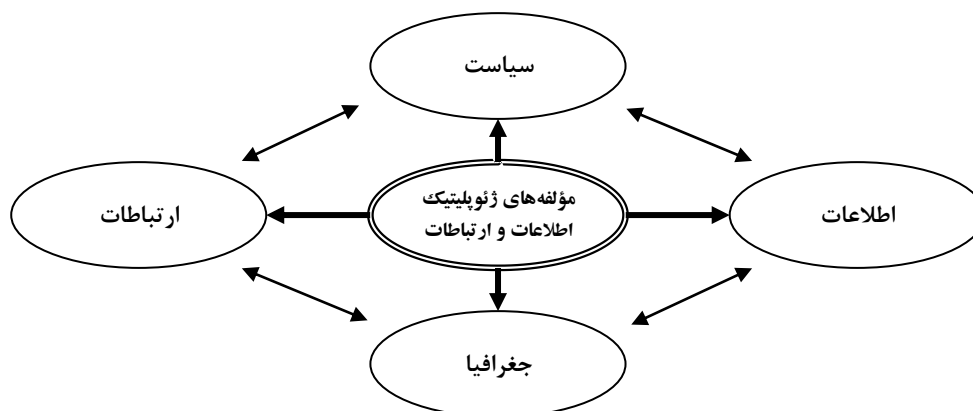 سیاست
مؤلفه‌های ژئوپلیتیک
اطلاعات و ارتباطات
اطلاعات
ارتباطات
جغرافیا